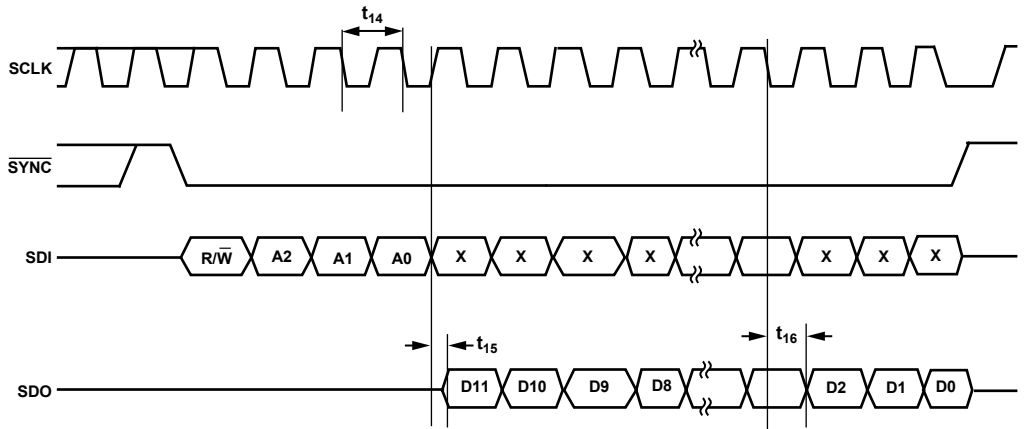 t14
SCLK
SYNC
SDI R/W A2 A1 A0 X X X X X X X
t15 t16
SDO D11 D10 D9 D8 D2 D1 D0